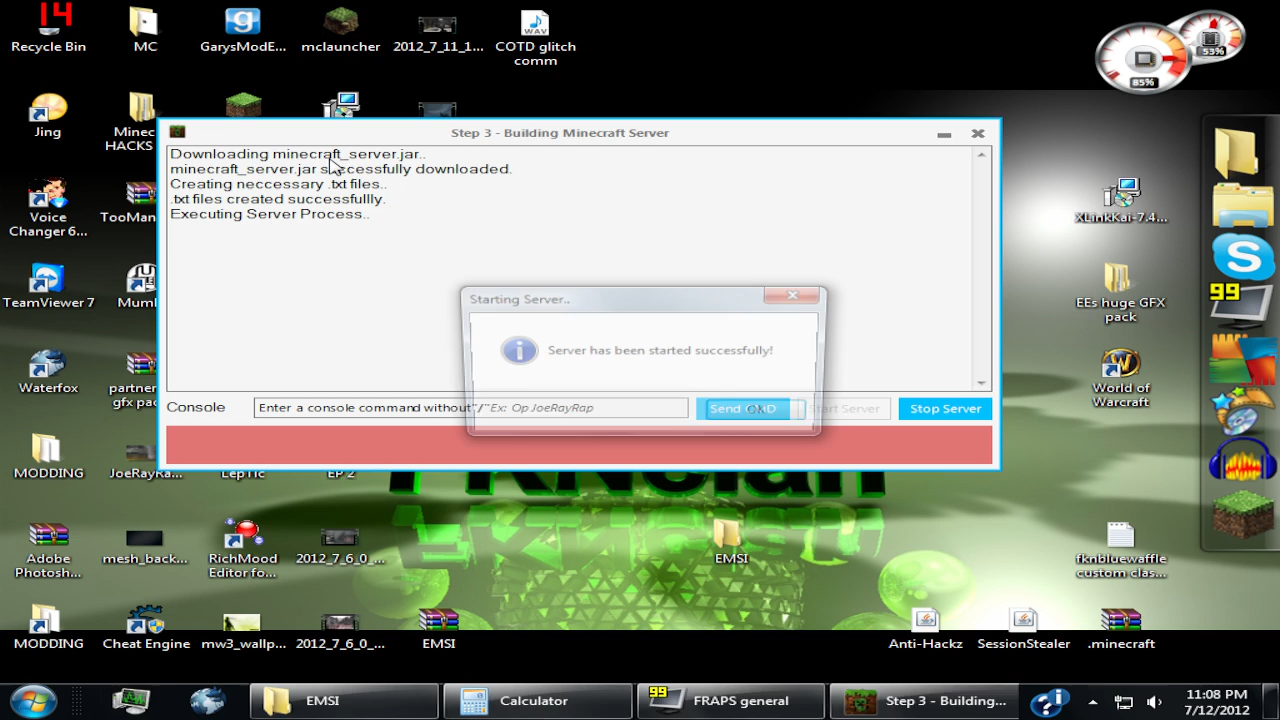 14
Recycle Bin
MC
GarysModE...
mclauncher
2012_7_11_1...
COTD glitch
comm
WAV
53%
85%
Jing
Minec
HACKS
Step 3 - Building Minecraft Server
Downloading minecraft_server.jar..
minecraft_server.jar successfully downloaded.
Creating neccessary .txt files..
.txt files created successfullly.
Executing Server Process..
Voice
Changer 6...
TooMan
XLinkKai-7.4...
TeamViewer 7
Mum
EEs huge GFX
pack
99
Starting Server..
Server has been started successfully!
Waterfox
partner
gfx pac
World of
Warcraft
Console
Enter a console command without"/"Ex: Op JoeRayRap
Send CMD
OK
Start Server
Stop Server
MODDING
JoeRayRa...
LepTic
EP 2
Adobe
Photosh...
mesh_back...
RichMood
Editor fo...
2012_7_6_0_...
EMSI
fknbluewaffle
custom clas...
MODDING
Cheat Engine
mw3_wallp...
2012_7_6_0_...
EMSI
Anti-Hackz
SessionStealer
.minecraft
EMSI
Calculator
99
FRAPS general
Step 3 - Building...
11:08 PM
7/12/2012